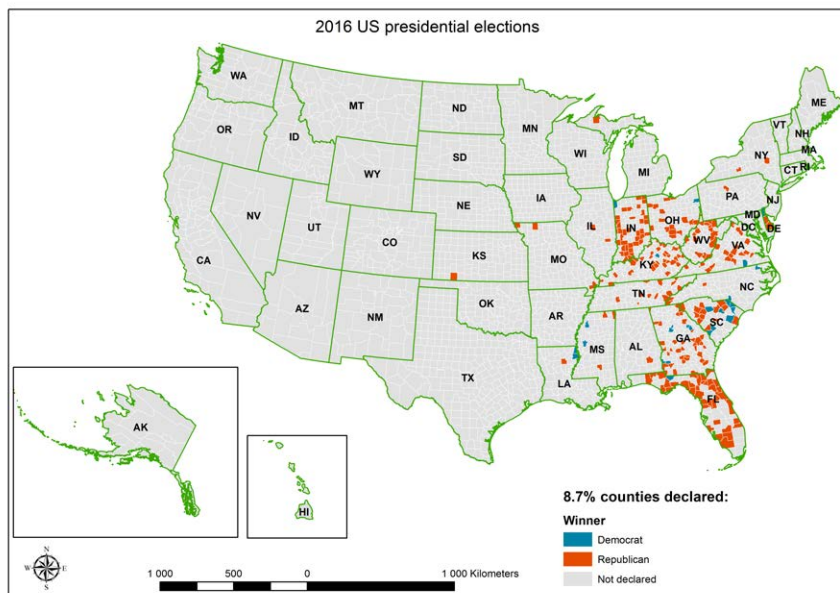 2016 US presidential elections
WA
MT
ND
MN
ME
OR
ID
SD
WI
VT
NH
WY
MI
NY
MA
CT
RI
NE
IA
PA
NJ
NV
UT
CO
IL
IN
OH
MD
DC
DE
CA
KS
MO
WV
VA
KY
AZ
NM
OK
AR
TN
NC
SC
TX
LA
MS
AL
GA
FL
AK
HI
8.7% counties declared:
Winner
Democrat
Republican
Not declared
N
W
E
S
1 000
500
0
1 000 Kilometers